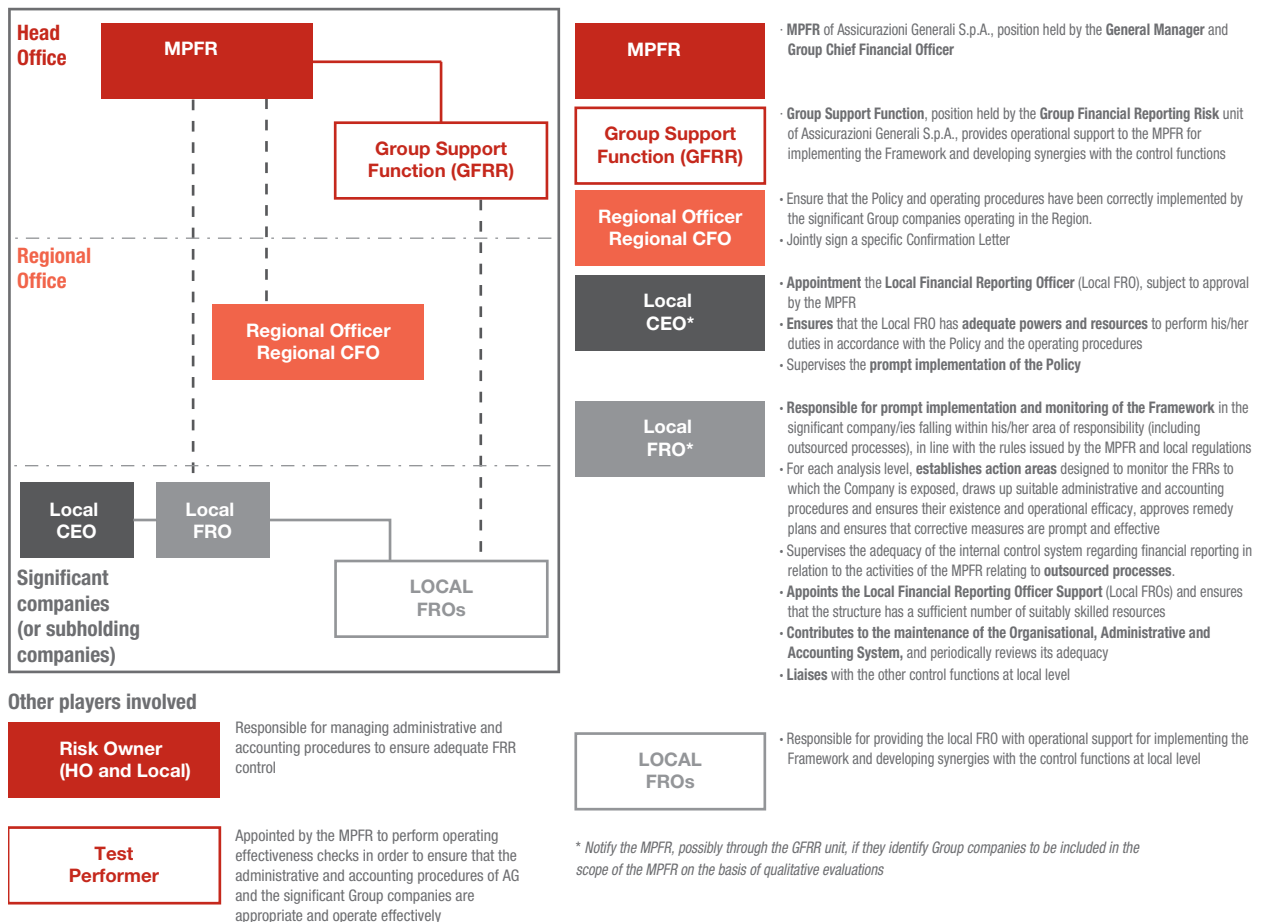 Head
Office
MPFR
Group Support
Function (GFRR)
Regional
Office
Regional Officer
Regional CFO
Local
CEO
Local
FRO
LOCAL
FROs
Significant
companies
(or subholding
companies)
MPFR
· MPFR of Assicurazioni Generali S.p.A., position held by the General Manager and
Group Chief Financial Officer
Group Support
Function (GFRR)
· Group Support Function, position held by the Group Financial Reporting Risk unit
of Assicurazioni Generali S.p.A., provides operational support to the MPFR for
implementing the Framework and developing synergies with the control functions
Regional Officer
Regional CFO
• Ensure that the Policy and operating procedures have been correctly implemented by
the significant Group companies operating in the Region.
• Jointly sign a specific Confirmation Letter
Local
CEO*
• Appointment the Local Financial Reporting Officer (Local FRO), subject to approval
by the MPFR
• Ensures that the Local FRO has adequate powers and resources to perform his/her
duties in accordance with the Policy and the operating procedures
• Supervises the prompt implementation of the Policy
Local
FRO*
• Responsible for prompt implementation and monitoring of the Framework in the
significant company/ies falling within his/her area of responsibility (including
outsourced processes), in line with the rules issued by the MPFR and local regulations
• For each analysis level, establishes action areas designed to monitor the FRRs to
which the Company is exposed, draws up suitable administrative and accounting
procedures and ensures their existence and operational efficacy, approves remedy
plans and ensures that corrective measures are prompt and effective
• Supervises the adequacy of the internal control system regarding financial reporting in
relation to the activities of the MPFR relating to outsourced processes.
• Appoints the Local Financial Reporting Officer Support (Local FROs) and ensures
that the structure has a sufficient number of suitably skilled resources
• Contributes to the maintenance of the Organisational, Administrative and
Accounting System, and periodically reviews its adequacy
• Liaises with the other control functions at local level
Other players involved
Risk Owner
(HO and Local)
Responsible for managing administrative and
accounting procedures to ensure adequate FRR
control
Test
Performer
Appointed by the MPFR to perform operating
effectiveness checks in order to ensure that the
administrative and accounting procedures of AG
and the significant Group companies are
appropriate and operate effectively
LOCAL
FROs
• Responsible for providing the local FRO with operational support for implementing the
Framework and developing synergies with the control functions at local level
* Notify the MPFR, possibly through the GFRR unit, if they identify Group companies to be included in the
scope of the MPFR on the basis of qualitative evaluations